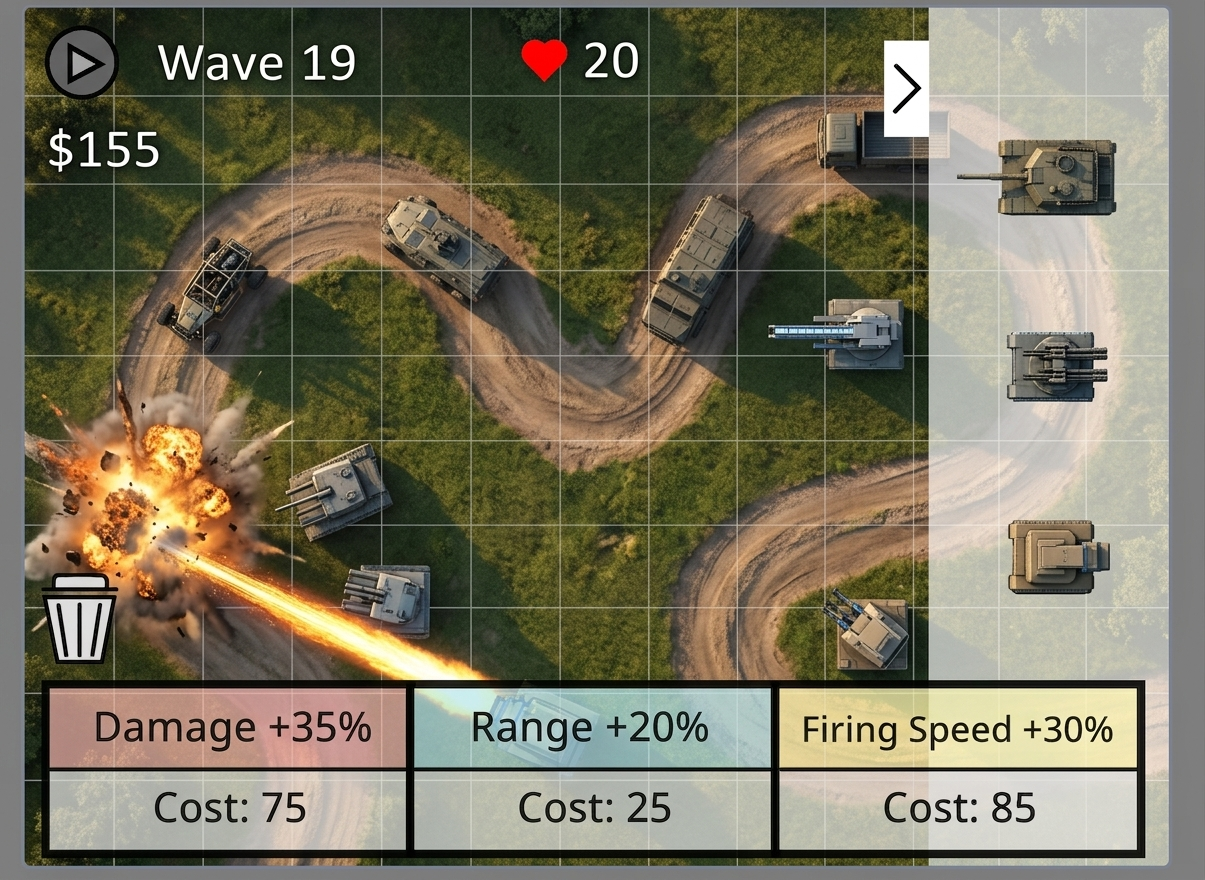 Wave 19
20
$155
Damage +35%
Range +20%
Firing Speed +30%
Cost: 75
Cost: 25
Cost: 85